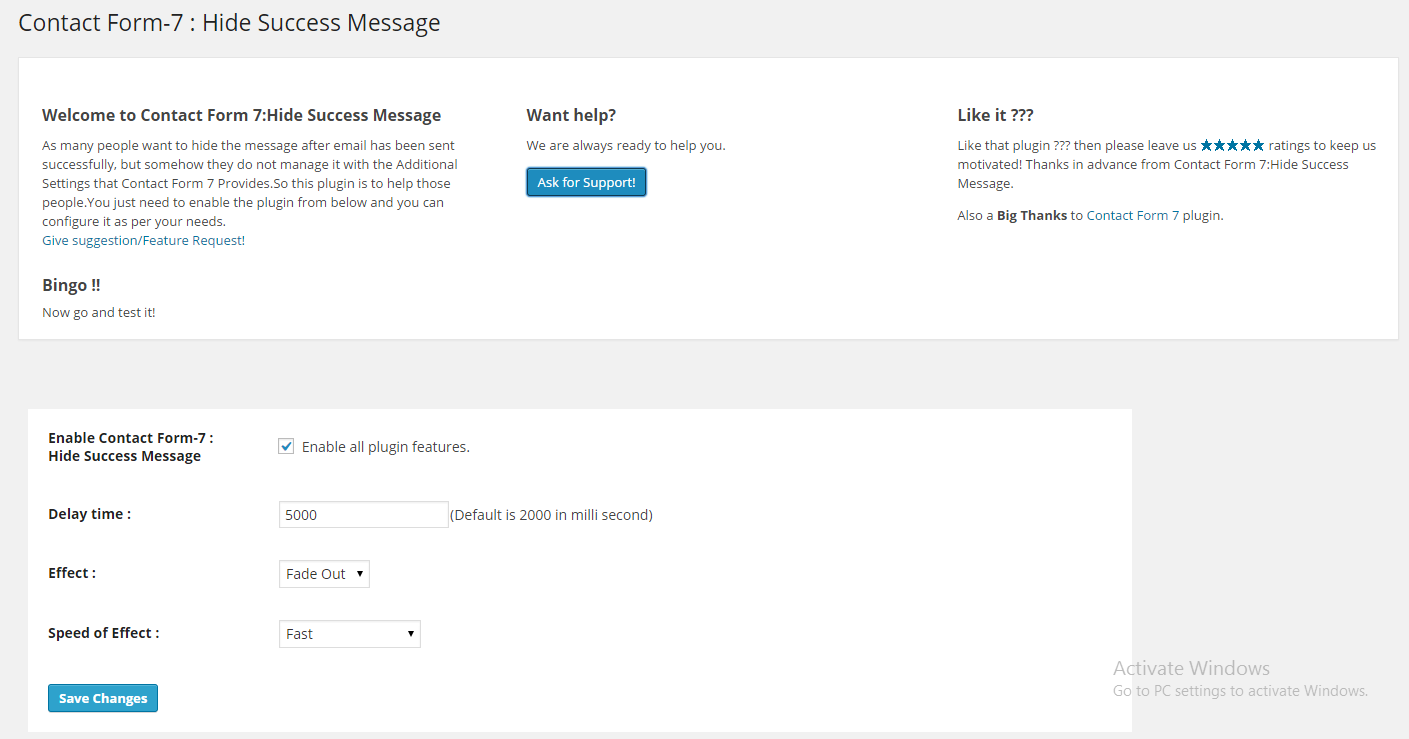 Contact Form-7 : Hide Success Message
Welcome to Contact Form 7:Hide Success Message
As many people want to hide the message after email has been sent
successfully, but somehow they do not manage it with the Additional
Settings that Contact Form 7 Provides.So this plugin is to help those
people.You just need to enable the plugin from below and you can
configure it as per your needs.
Give suggestion/Feature Request!
Bingo !!
Now go and test it!
Want help?
We are always ready to help you.
Ask for Support!
Like it ???
Like that plugin ??? then please leave us ★★★★★ ratings to keep us
motivated! Thanks in advance from Contact Form 7:Hide Success
Message.
Also a Big Thanks to Contact Form 7 plugin.
Enable Contact Form-7 :
Hide Success Message
Enable all plugin features.
Delay time :
5000
(Default is 2000 in milli second)
Effect :
Fade Out
Speed of Effect :
Fast
Save Changes
Activate Windows
Go to PC settings to activate Windows.